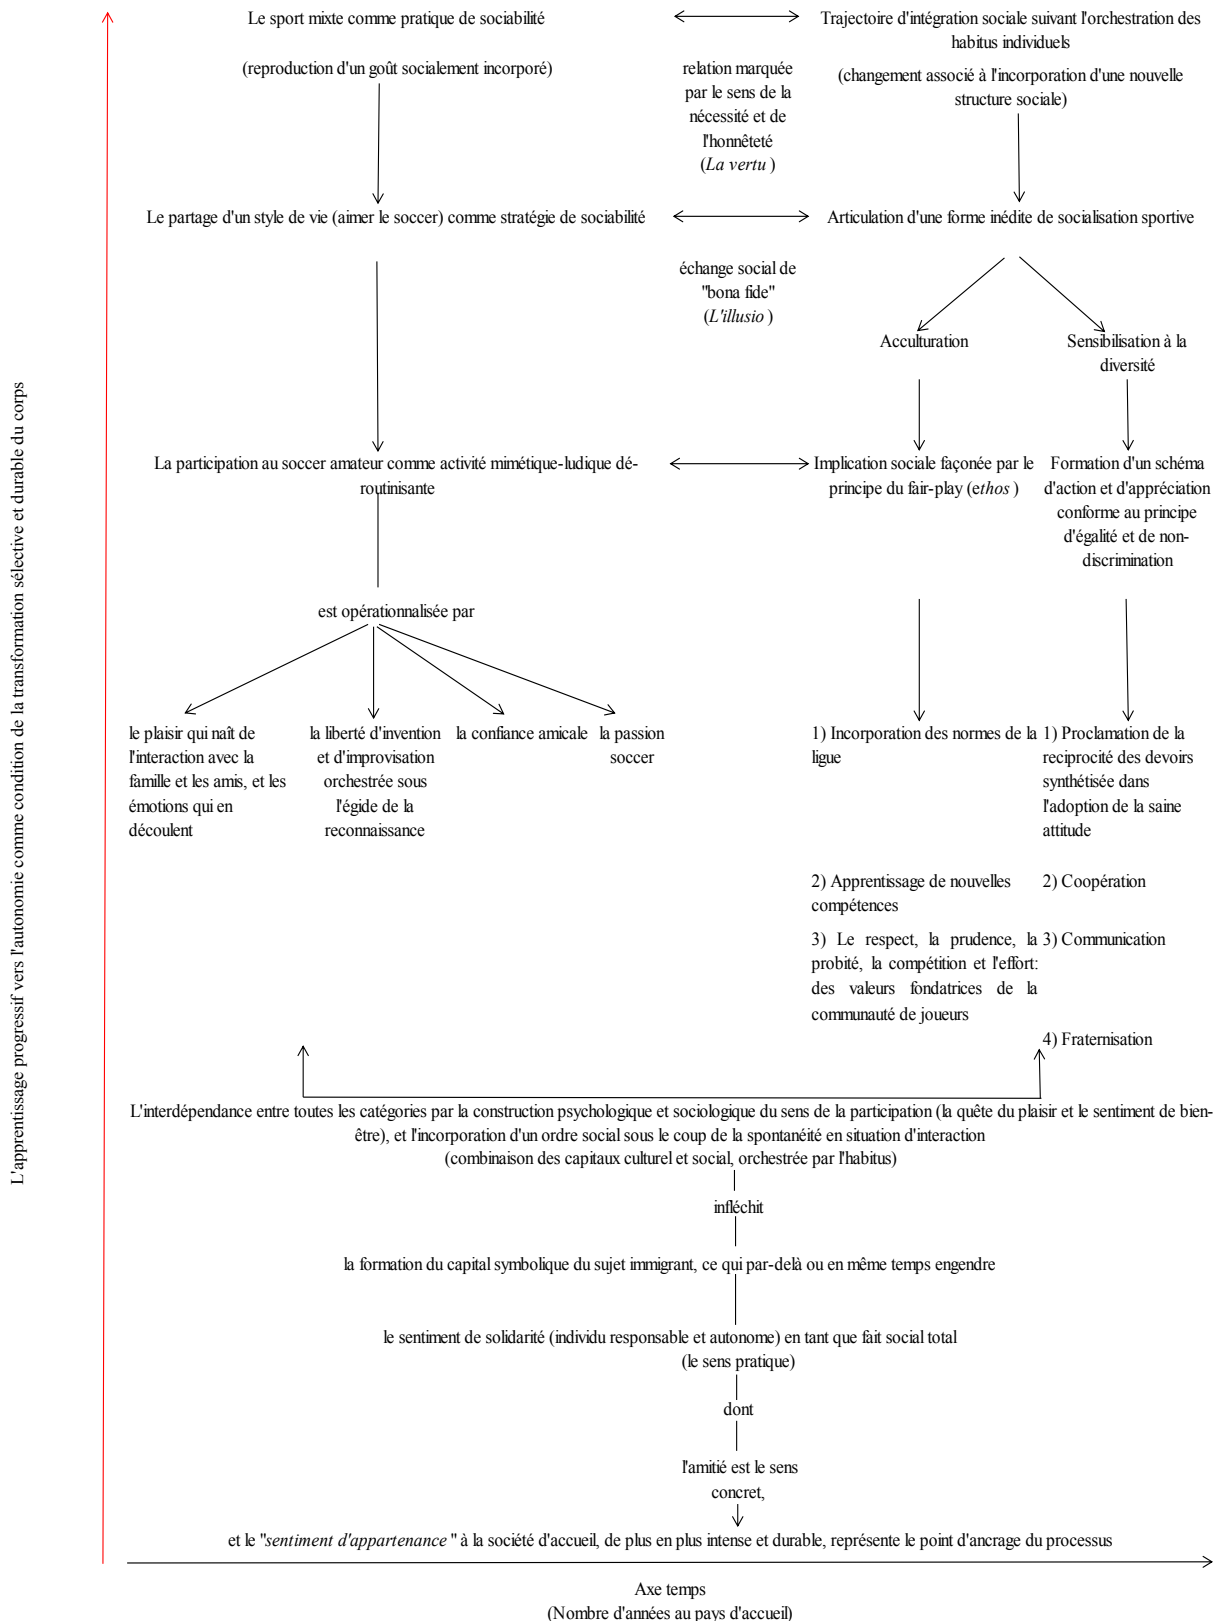 L'apprentissage progressif vers l'autonomie comme condition de la transformation sélective et durable du corps
Le sport mixte comme pratique de sociabilité
(reproduction d'un goût socialement incorporé)
relation marquée
par le sens de la
nécessité et de
l'honnêteté
(La vertu )
Trajectoire d'intégration sociale suivant l'orchestration des
habitus individuels
(changement associé à l'incorporation d'une nouvelle
structure sociale)
Le partage d'un style de vie (aimer le soccer) comme stratégie de sociabilité
Articulation d'une forme inédite de socialisation sportive
échange social de
"bona fide"
(L'illusio )
Acculturation
Sensibilisation à la
diversité
La participation au soccer amateur comme activité mimétique-ludique dé-
routinisante
Implication sociale façonée par le
principe du fair-play (ethos )
Formation d'un schéma
d'action et d'appréciation
conforme au principe
d'égalité et de non-
discrimination
est opérationnalisée par
le plaisir qui naît de
l'interaction avec la
famille et les amis, et les
émotions qui en
découlent
la liberté d'invention
et d'improvisation
orchestrée sous
l'égide de la
reconnaissance
la confiance amicale
la passion
soccer
1) Incorporation des normes de la
ligue
2) Apprentissage de nouvelles
compétences
3) Le respect, la prudence, la
probité, la compétition et l'effort:
des valeurs fondatrices de la
communauté de joueurs
1) Proclamation de la
reciprocité des devoirs
synthétisée dans
l'adoption de la saine
attitude
2) Coopération
3) Communication
4) Fraternisation
L'interdépendance entre toutes les catégories par la construction psychologique et sociologique du sens de la participation (la quête du plaisir et le sentiment de bien-
être), et l'incorporation d'un ordre social sous le coup de la spontanéité en situation d'interaction
(combinaison des capitaux culturel et social, orchestrée par l'habitus)
infléchit
la formation du capital symbolique du sujet immigrant, ce qui par-delà ou en même temps engendre
le sentiment de solidarité (individu responsable et autonome) en tant que fait social total
(le sens pratique)
dont
l'amitié est le sens
concret,
et le "sentiment d'appartenance " à la société d'accueil, de plus en plus intense et durable, représente le point d'ancrage du processus
Axe temps
(Nombre d'années au pays d'accueil)